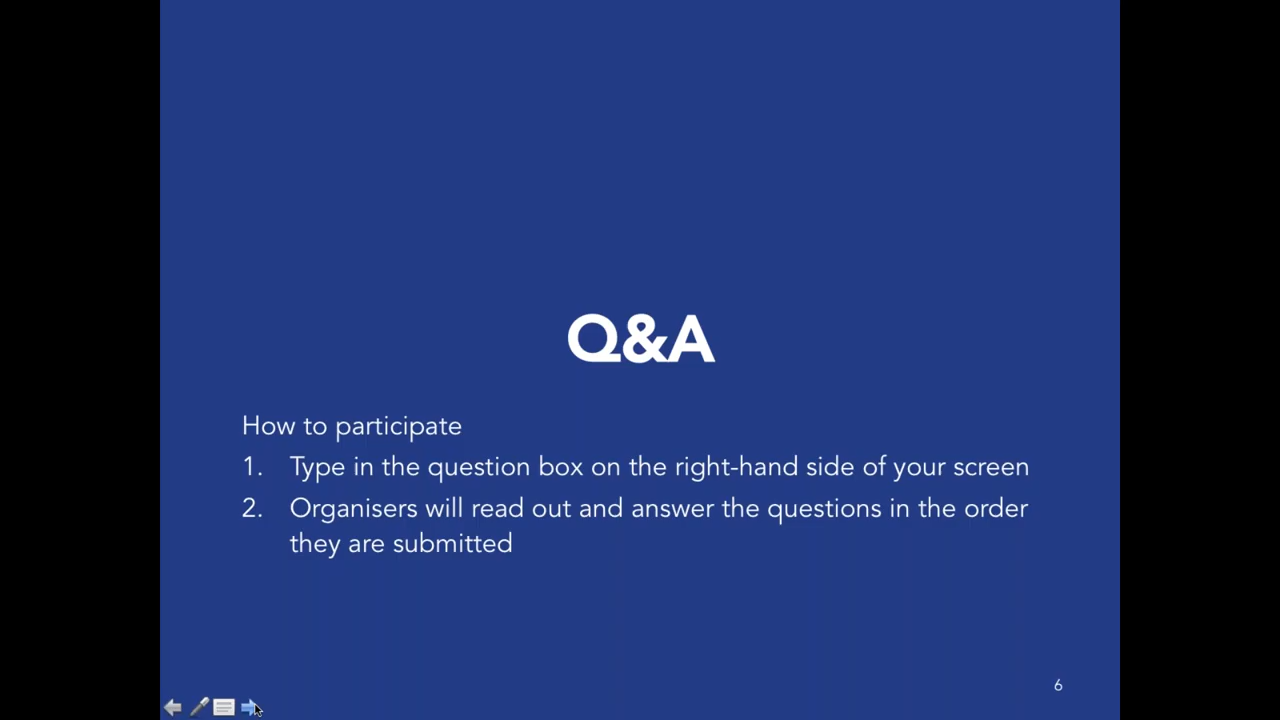 Q&A
How to participate
1. Type in the question box on the right-hand side of your screen
2. Organisers will read out and answer the questions in the order
they are submitted
6